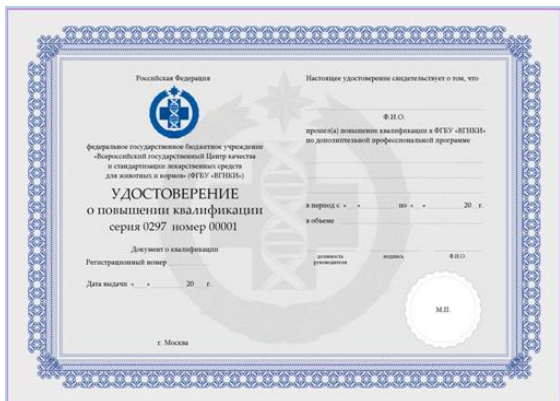 Российская Федерация
федеральное государственное бюджетное учреждение
«Всероссийский государственный Центр качества
и стандартизации лекарственных средств
для животных и кормов» (ФГБУ «ВГНКИ»)
УДОСТОВЕРЕНИЕ
о повышении квалификации
серия 0297 номер 00001
Документ о квалификации
Регистрационный номер
Дата выдачи « » 20 г.
г. Москва
Настоящее удостоверение свидетельствует о том, что
Ф.И.О.
прошел(а) повышение квалификации в ФГБУ «ВГНКИ»
по дополнительной профессиональной программе
в период с « » по « » 20 г.
в объеме
должность руководителя подпись Ф.И.О.
М.П.